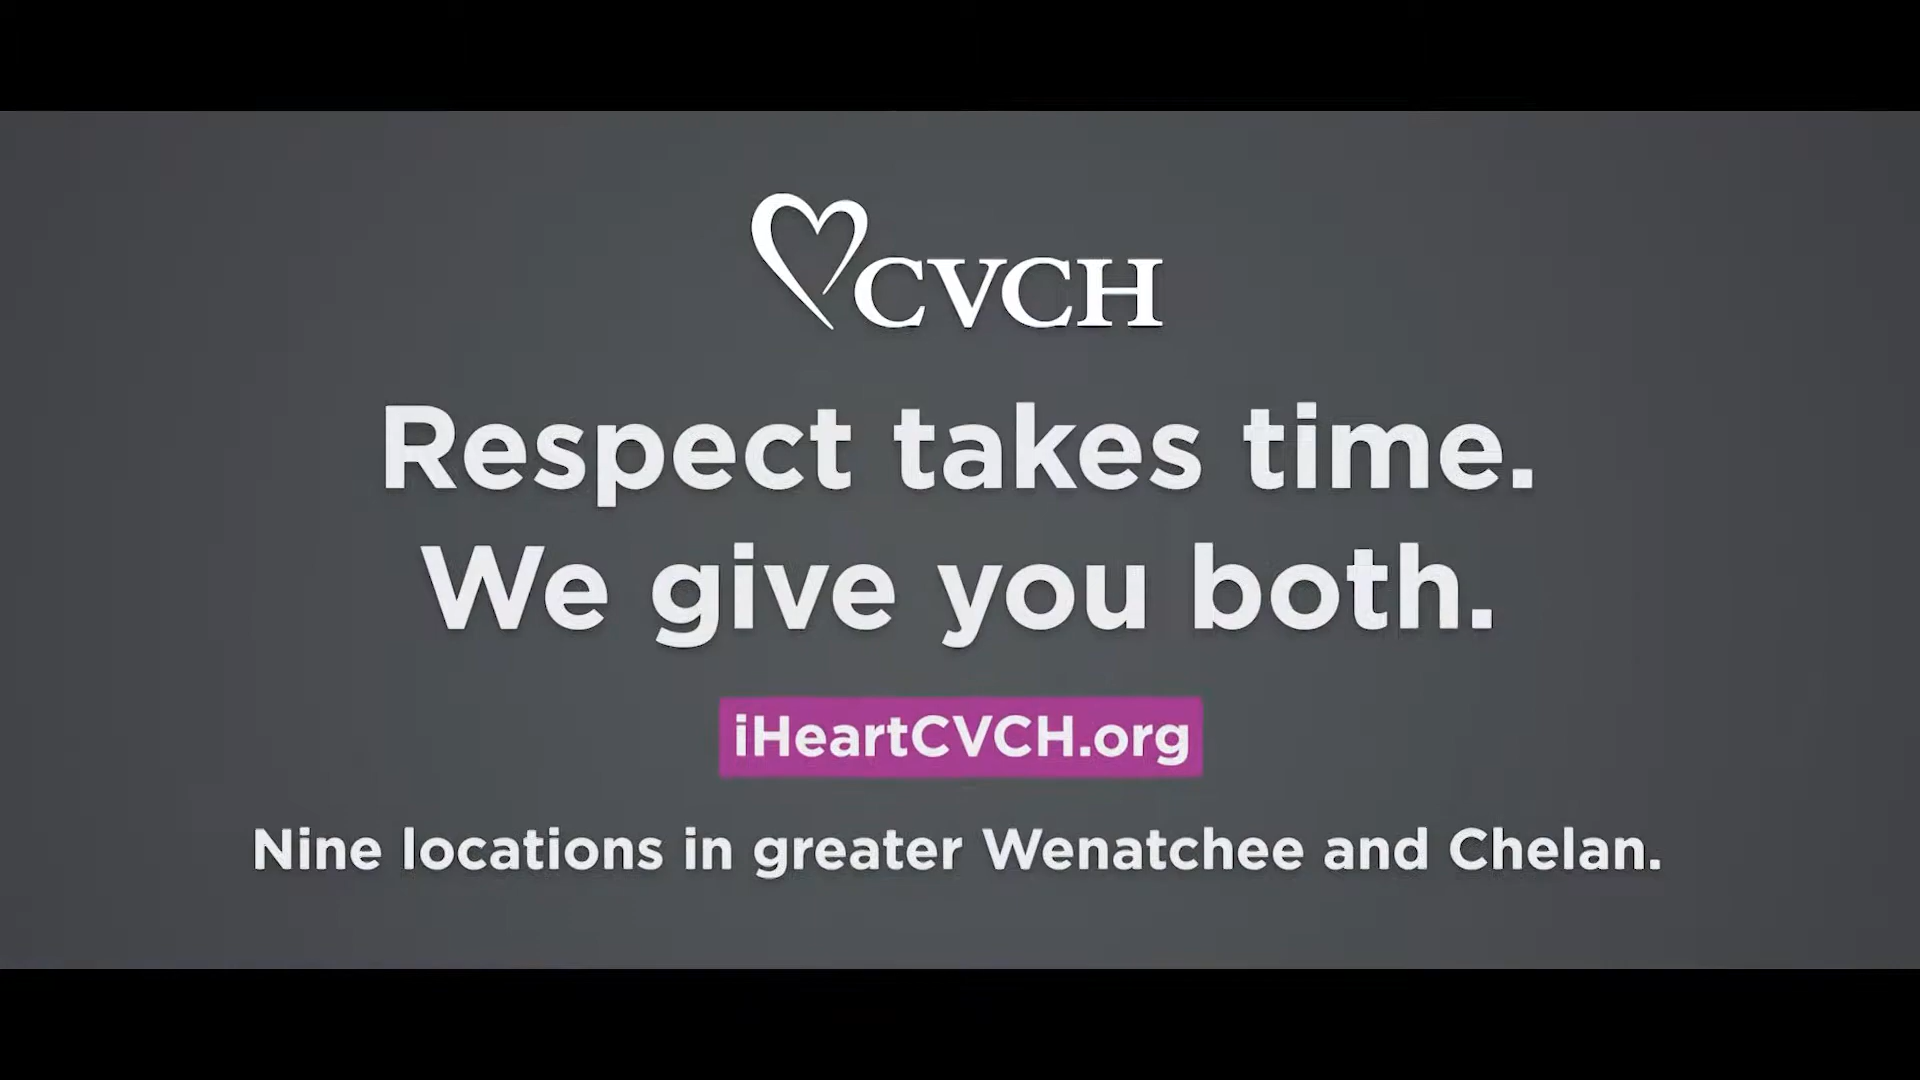 CVCH
Respect takes time.
We give you both.
iHeartCVCH.org
Nine locations in greater Wenatchee and Chelan.